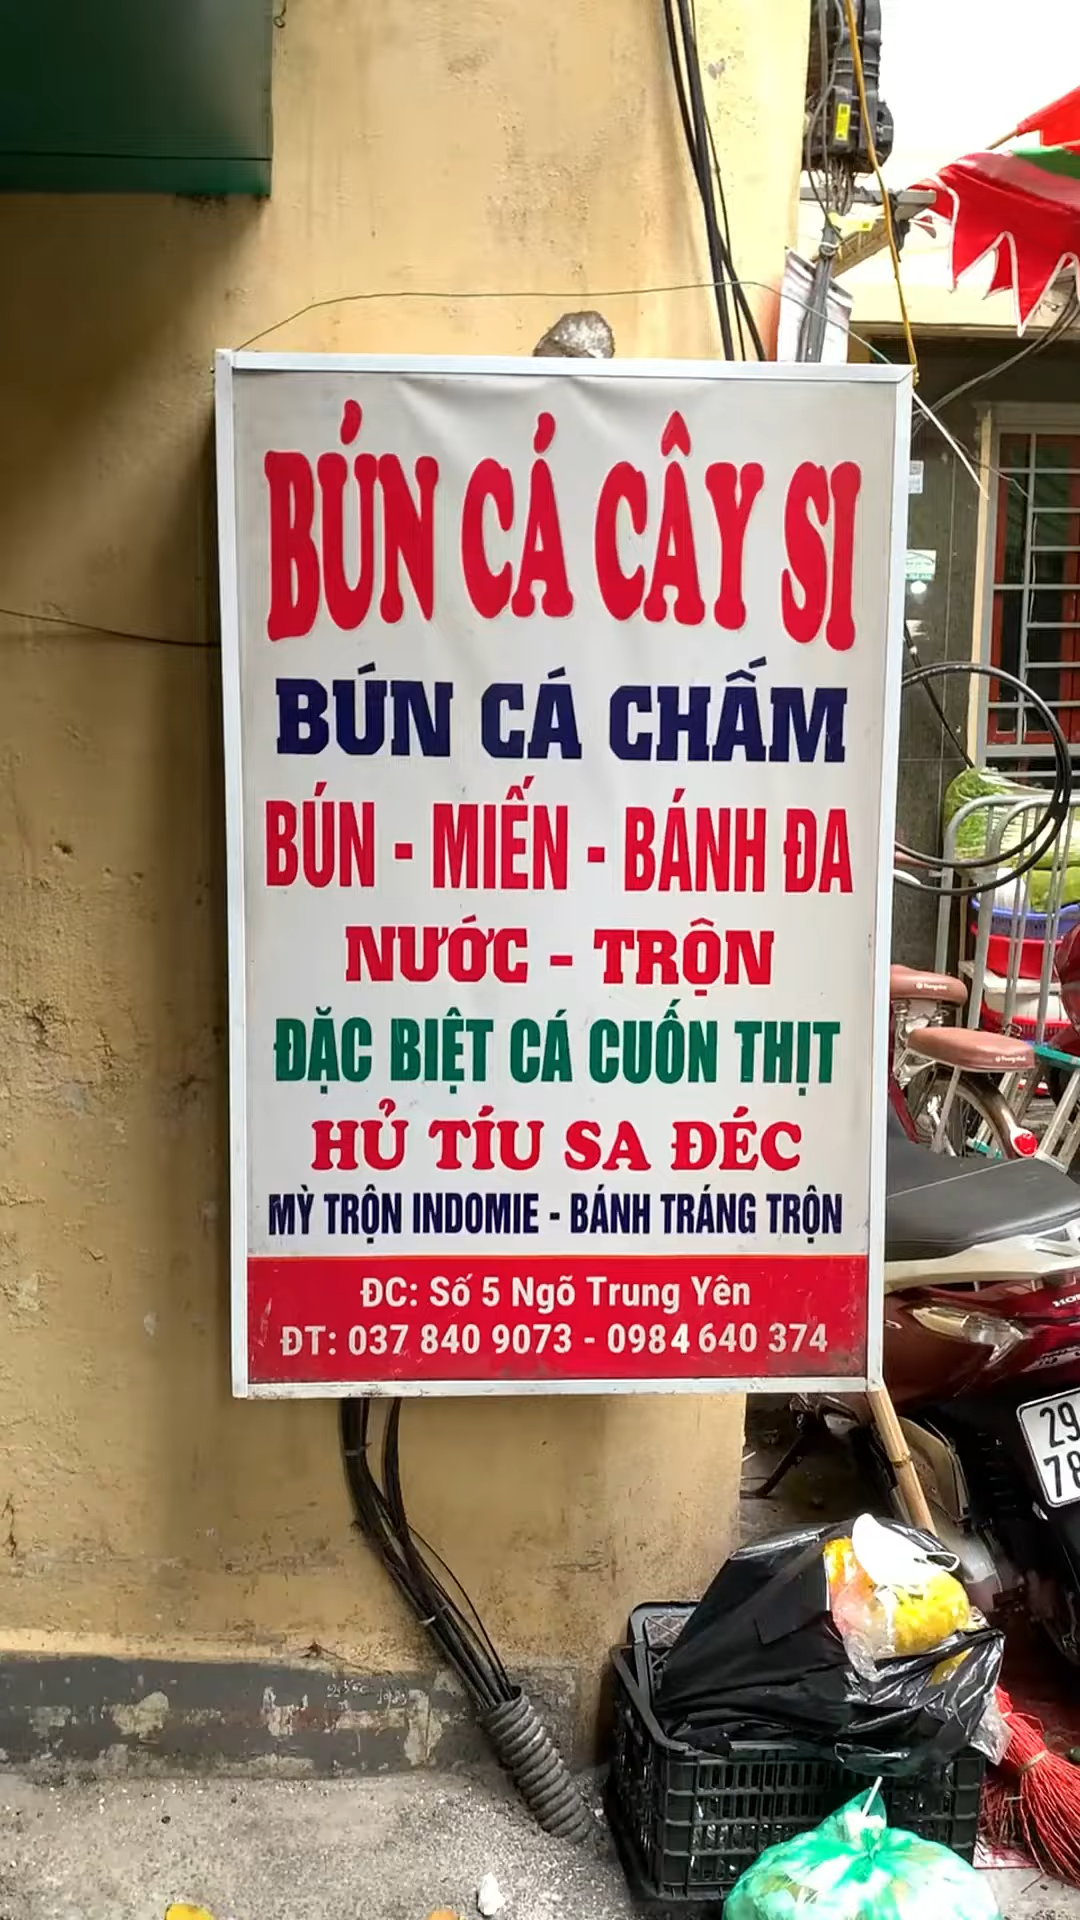 BÚN CÁ CÂY SI
BÚN CÁ CHẤM
BÚN - MIẾN - BÁNH ĐA
NƯỚC - TRỘN
ĐẶC BIỆT CÁ CUỐN THỊT
HỦ TÍU SA ĐÉC
MỲ TRỘN INDOMIE - BÁNH TRÁNG TRỘN
ĐC: Số 5 Ngõ Trung Yên
ĐT: 037 840 9073 - 0984 640 374
29
78